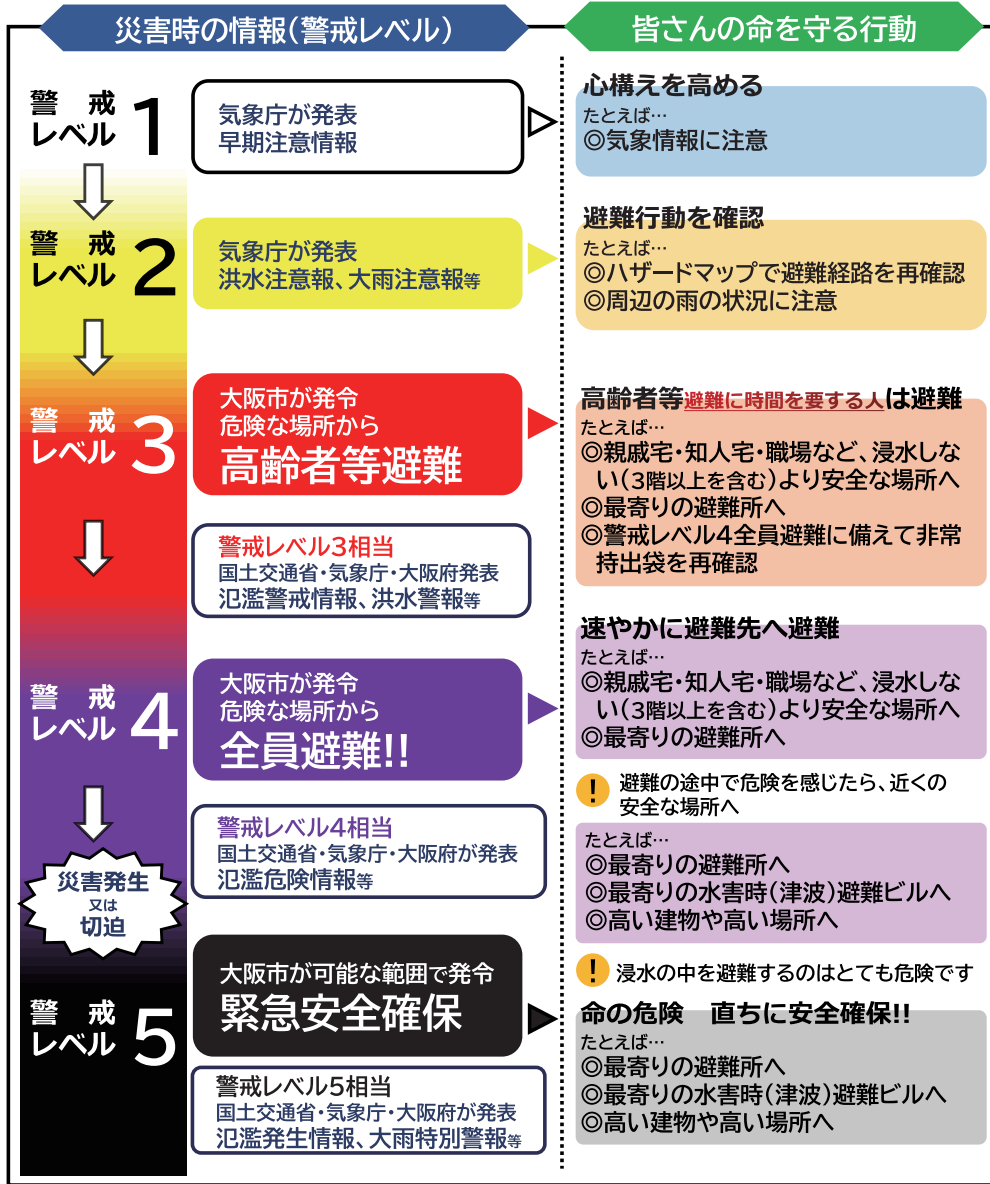 災害時の情報(警戒レベル)
皆さんの命を守る行動
警戒
レベル
1
気象庁が発表
早期注意情報
心構えを高める
たとえば…
◎気象情報に注意
警戒
レベル
2
気象庁が発表
洪水注意報、大雨注意報等
避難行動を確認
たとえば…
◎ハザードマップで避難経路を再確認
◎周辺の雨の状況に注意
警戒
レベル
3
大阪市が発令
危険な場所から
高齢者等避難
警戒レベル3相当
国土交通省・気象庁・大阪府発表
氾濫警戒情報、洪水警報等
高齢者等避難に時間を要する人は避難
たとえば…
◎親戚宅・知人宅・職場など、浸水しな
い(3階以上を含む)より安全な場所へ
◎最寄りの避難所へ
◎警戒レベル4全員避難に備えて非常
持出袋を再確認
警戒
レベル
4
大阪市が発令
危険な場所から
全員避難!!
警戒レベル4相当
国土交通省・気象庁・大阪府が発表
氾濫危険情報等
速やかに避難先へ避難
たとえば…
◎親戚宅・知人宅・職場など、浸水しな
い(3階以上を含む)より安全な場所へ
◎最寄りの避難所へ
! 避難の途中で危険を感じたら、近くの
安全な場所へ
たとえば…
◎最寄りの避難所へ
◎最寄りの水害時(津波)避難ビルへ
◎高い建物や高い場所へ
! 浸水の中を避難するのはとても危険です
災害発生
又は
切迫
警戒
レベル
5
大阪市が可能な範囲で発令
緊急安全確保
警戒レベル5相当
国土交通省・気象庁・大阪府が発表
氾濫発生情報、大雨特別警報等
命の危険 直ちに安全確保!!
たとえば…
◎最寄りの避難所へ
◎最寄りの水害時(津波)避難ビルへ
◎高い建物や高い場所へ